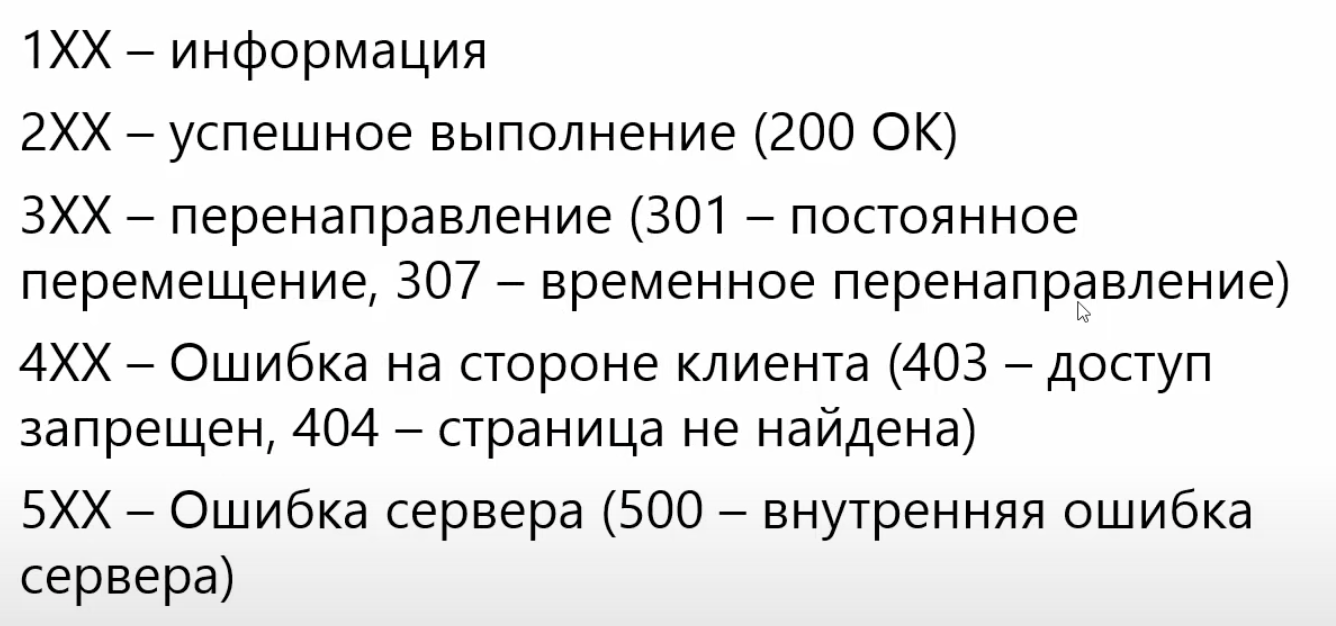 1XX – информация
2XX – успешное выполнение (200 ОК)
3XX – перенаправление (301 – постоянное
перемещение, 307 – временное перенаправление)
4XX – Ошибка на стороне клиента (403 – доступ
запрещен, 404 – страница не найдена)
5XX – Ошибка сервера (500 – внутренняя ошибка
сервера)